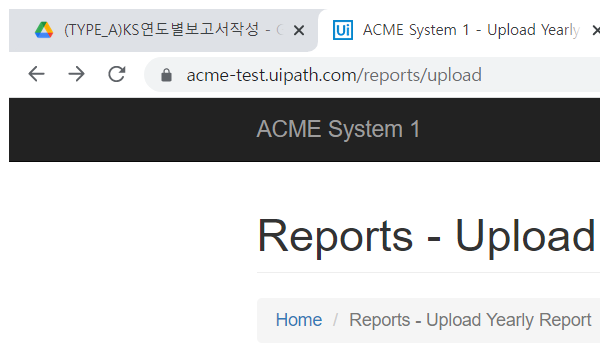 (TYPE_A)KS연도별보고서작성 -
Ui ACME System 1 - Upload Yearly
acme-test.uipath.com/reports/upload
ACME System 1
Reports - Upload
Home / Reports - Upload Yearly Report